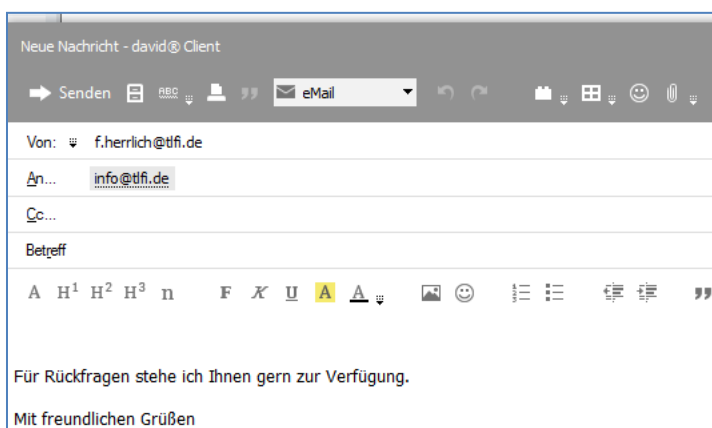 Neue Nachricht - david® Client
Senden ABC eMail
Von: f.herrlich@tlfi.de
An... info@tlfi.de
Cc...
Betreff
A H1 H2 H3 n F K U A A
Für Rückfragen stehe ich Ihnen gern zur Verfügung.
Mit freundlichen Grüßen